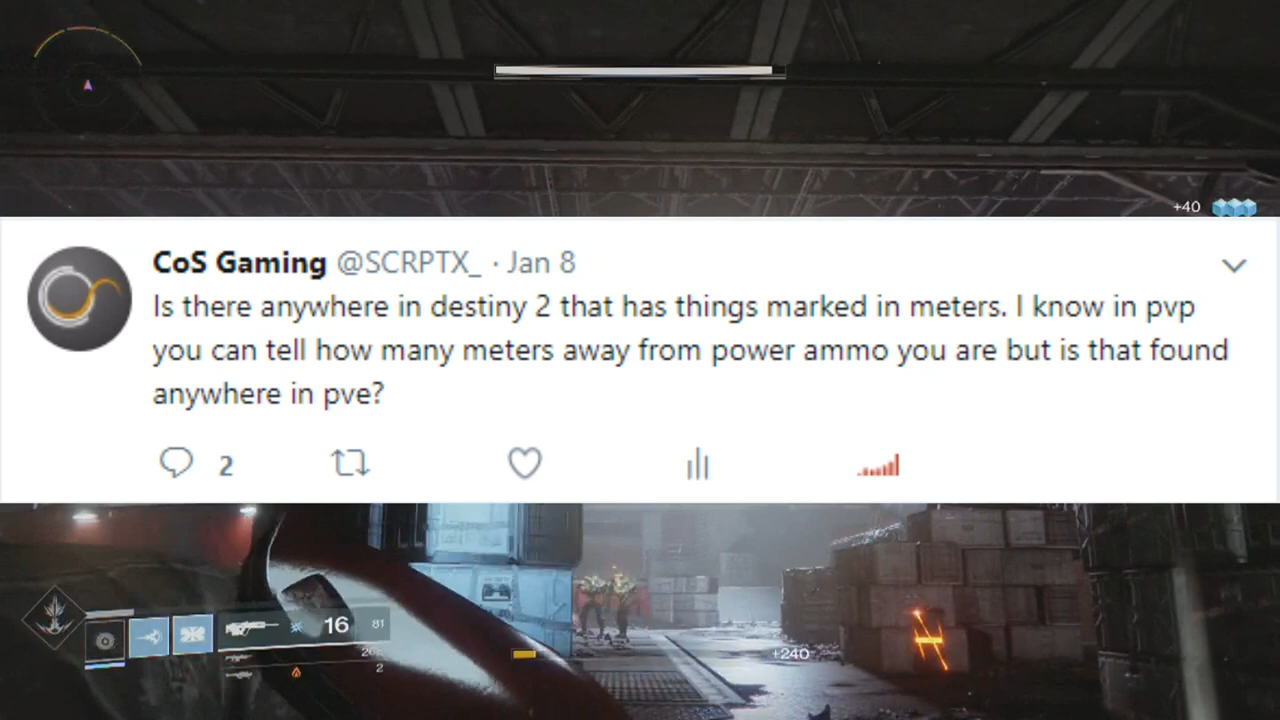 +40
CoS Gaming @SCRPTX_ · Jan 8
Is there anywhere in destiny 2 that has things marked in meters. I know in pvp
you can tell how many meters away from power ammo you are but is that found
anywhere in pve?
2
16 81
2
+240